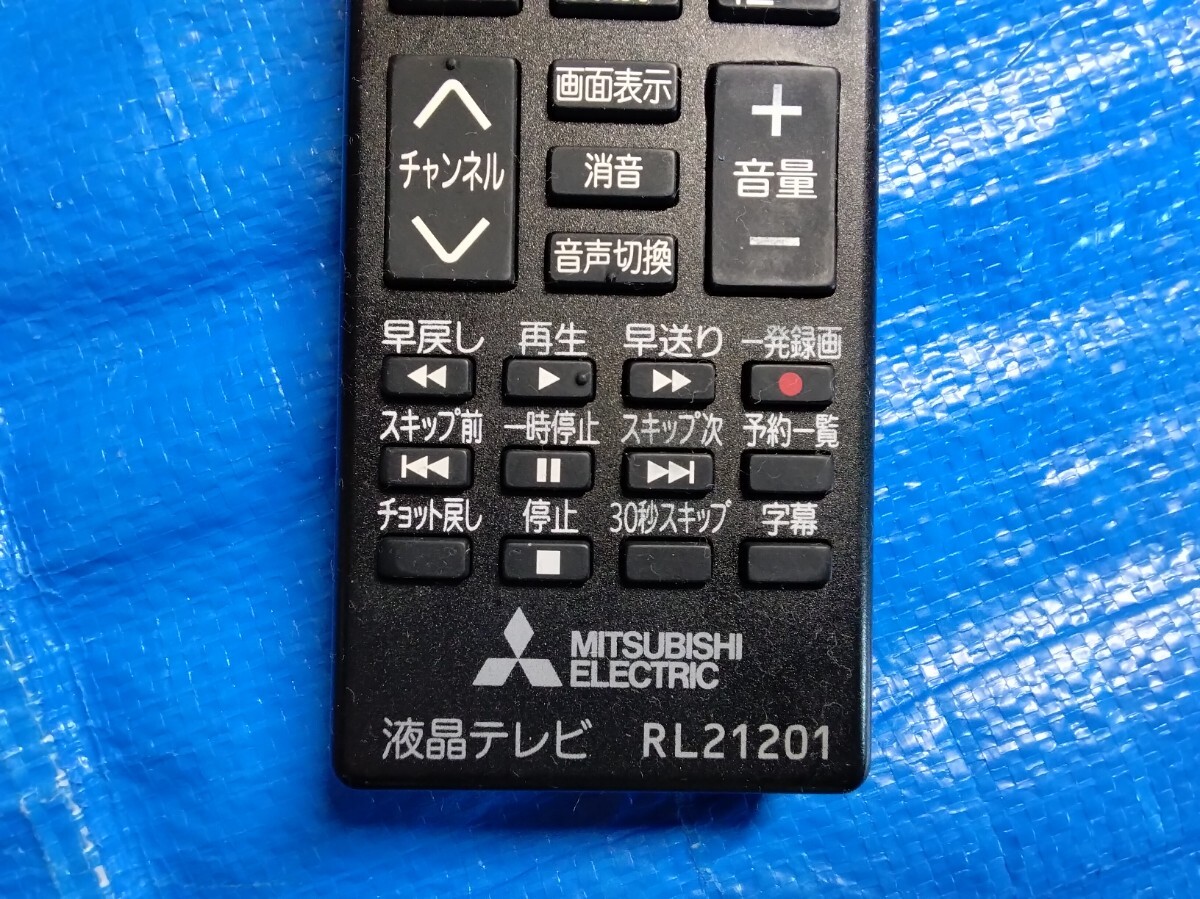 画面表示
チャンネル
消音
+
音量
−
音声切換
早戻し 再生 早送り 一発録画
スキップ前 一時停止 スキップ次 予約一覧
チョット戻し 停止 30秒スキップ 字幕
MITSUBISHI
ELECTRIC
液晶テレビ RL21201